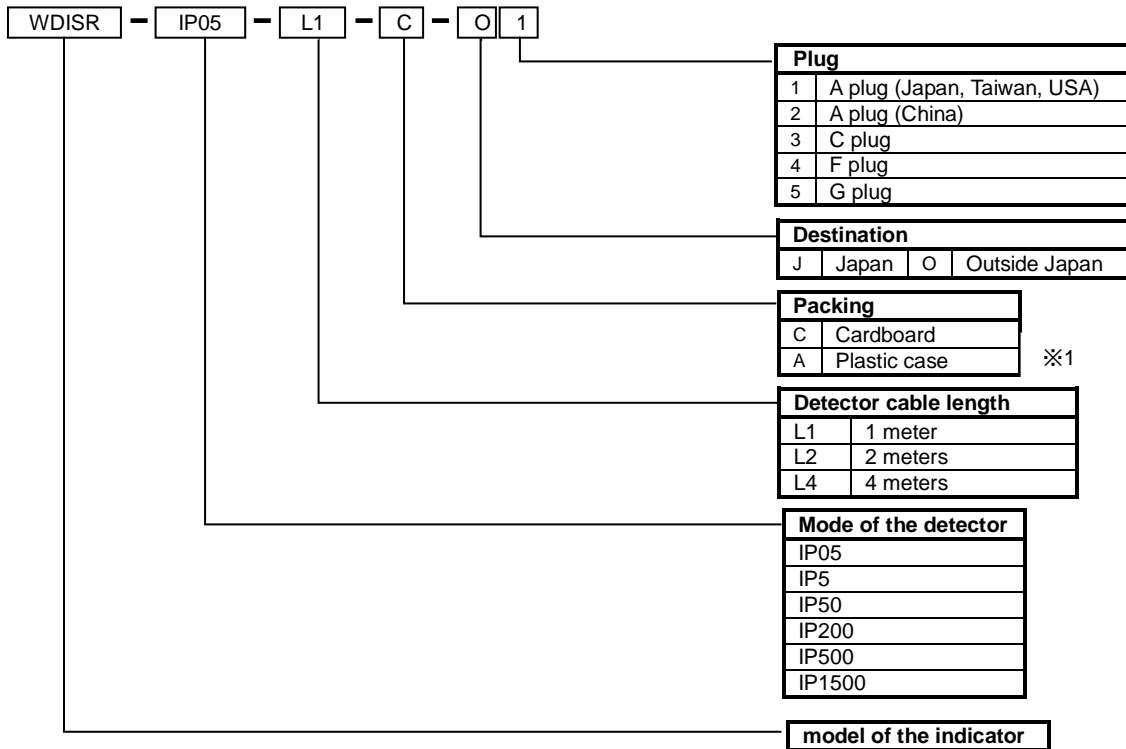 WDISR - IP05 - L1 - C - O 1
Plug
1 A plug (Japan, Taiwan, USA)
2 A plug (China)
3 C plug
4 F plug
5 G plug
Destination
J Japan O Outside Japan
Packing
C Cardboard
A Plastic case ※1
Detector cable length
L1 1 meter
L2 2 meters
L4 4 meters
Mode of the detector
IP05
IP5
IP50
IP200
IP500
IP1500
model of the indicator